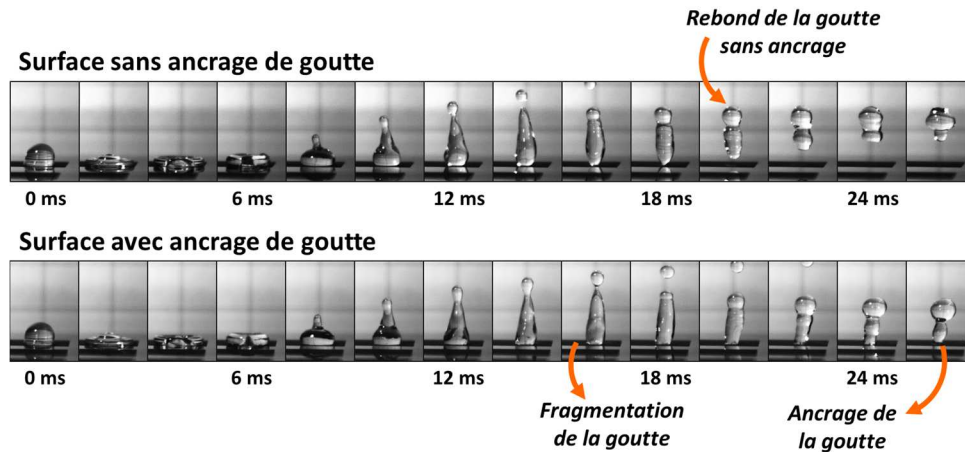 Rebond de la goutte
sans ancrage
Surface sans ancrage de goutte
0 ms
6 ms
12 ms
18 ms
24 ms
Surface avec ancrage de goutte
0 ms
6 ms
12 ms
18 ms
24 ms
Fragmentation
de la goutte
Ancrage de
la goutte